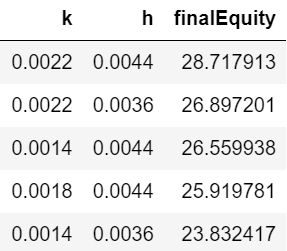 k h finalEquity
0.0022 0.0044 28.717913
0.0022 0.0036 26.897201
0.0014 0.0044 26.559938
0.0018 0.0044 25.919781
0.0014 0.0036 23.832417